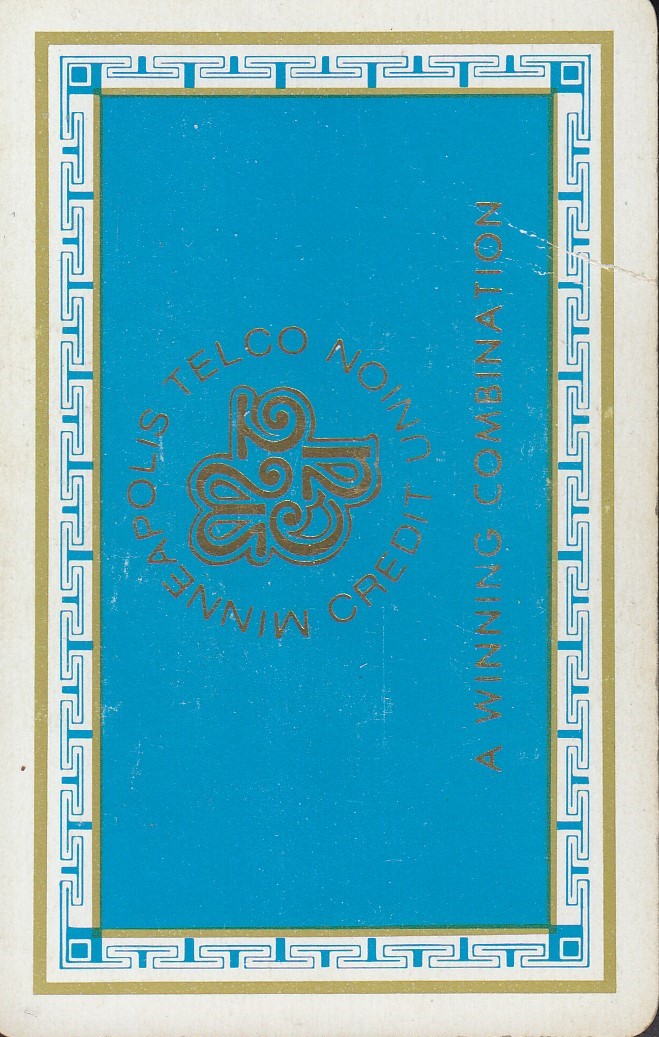 MINNEAPOLIS TELCO
CREDIT UNION
A WINNING COMBINATION